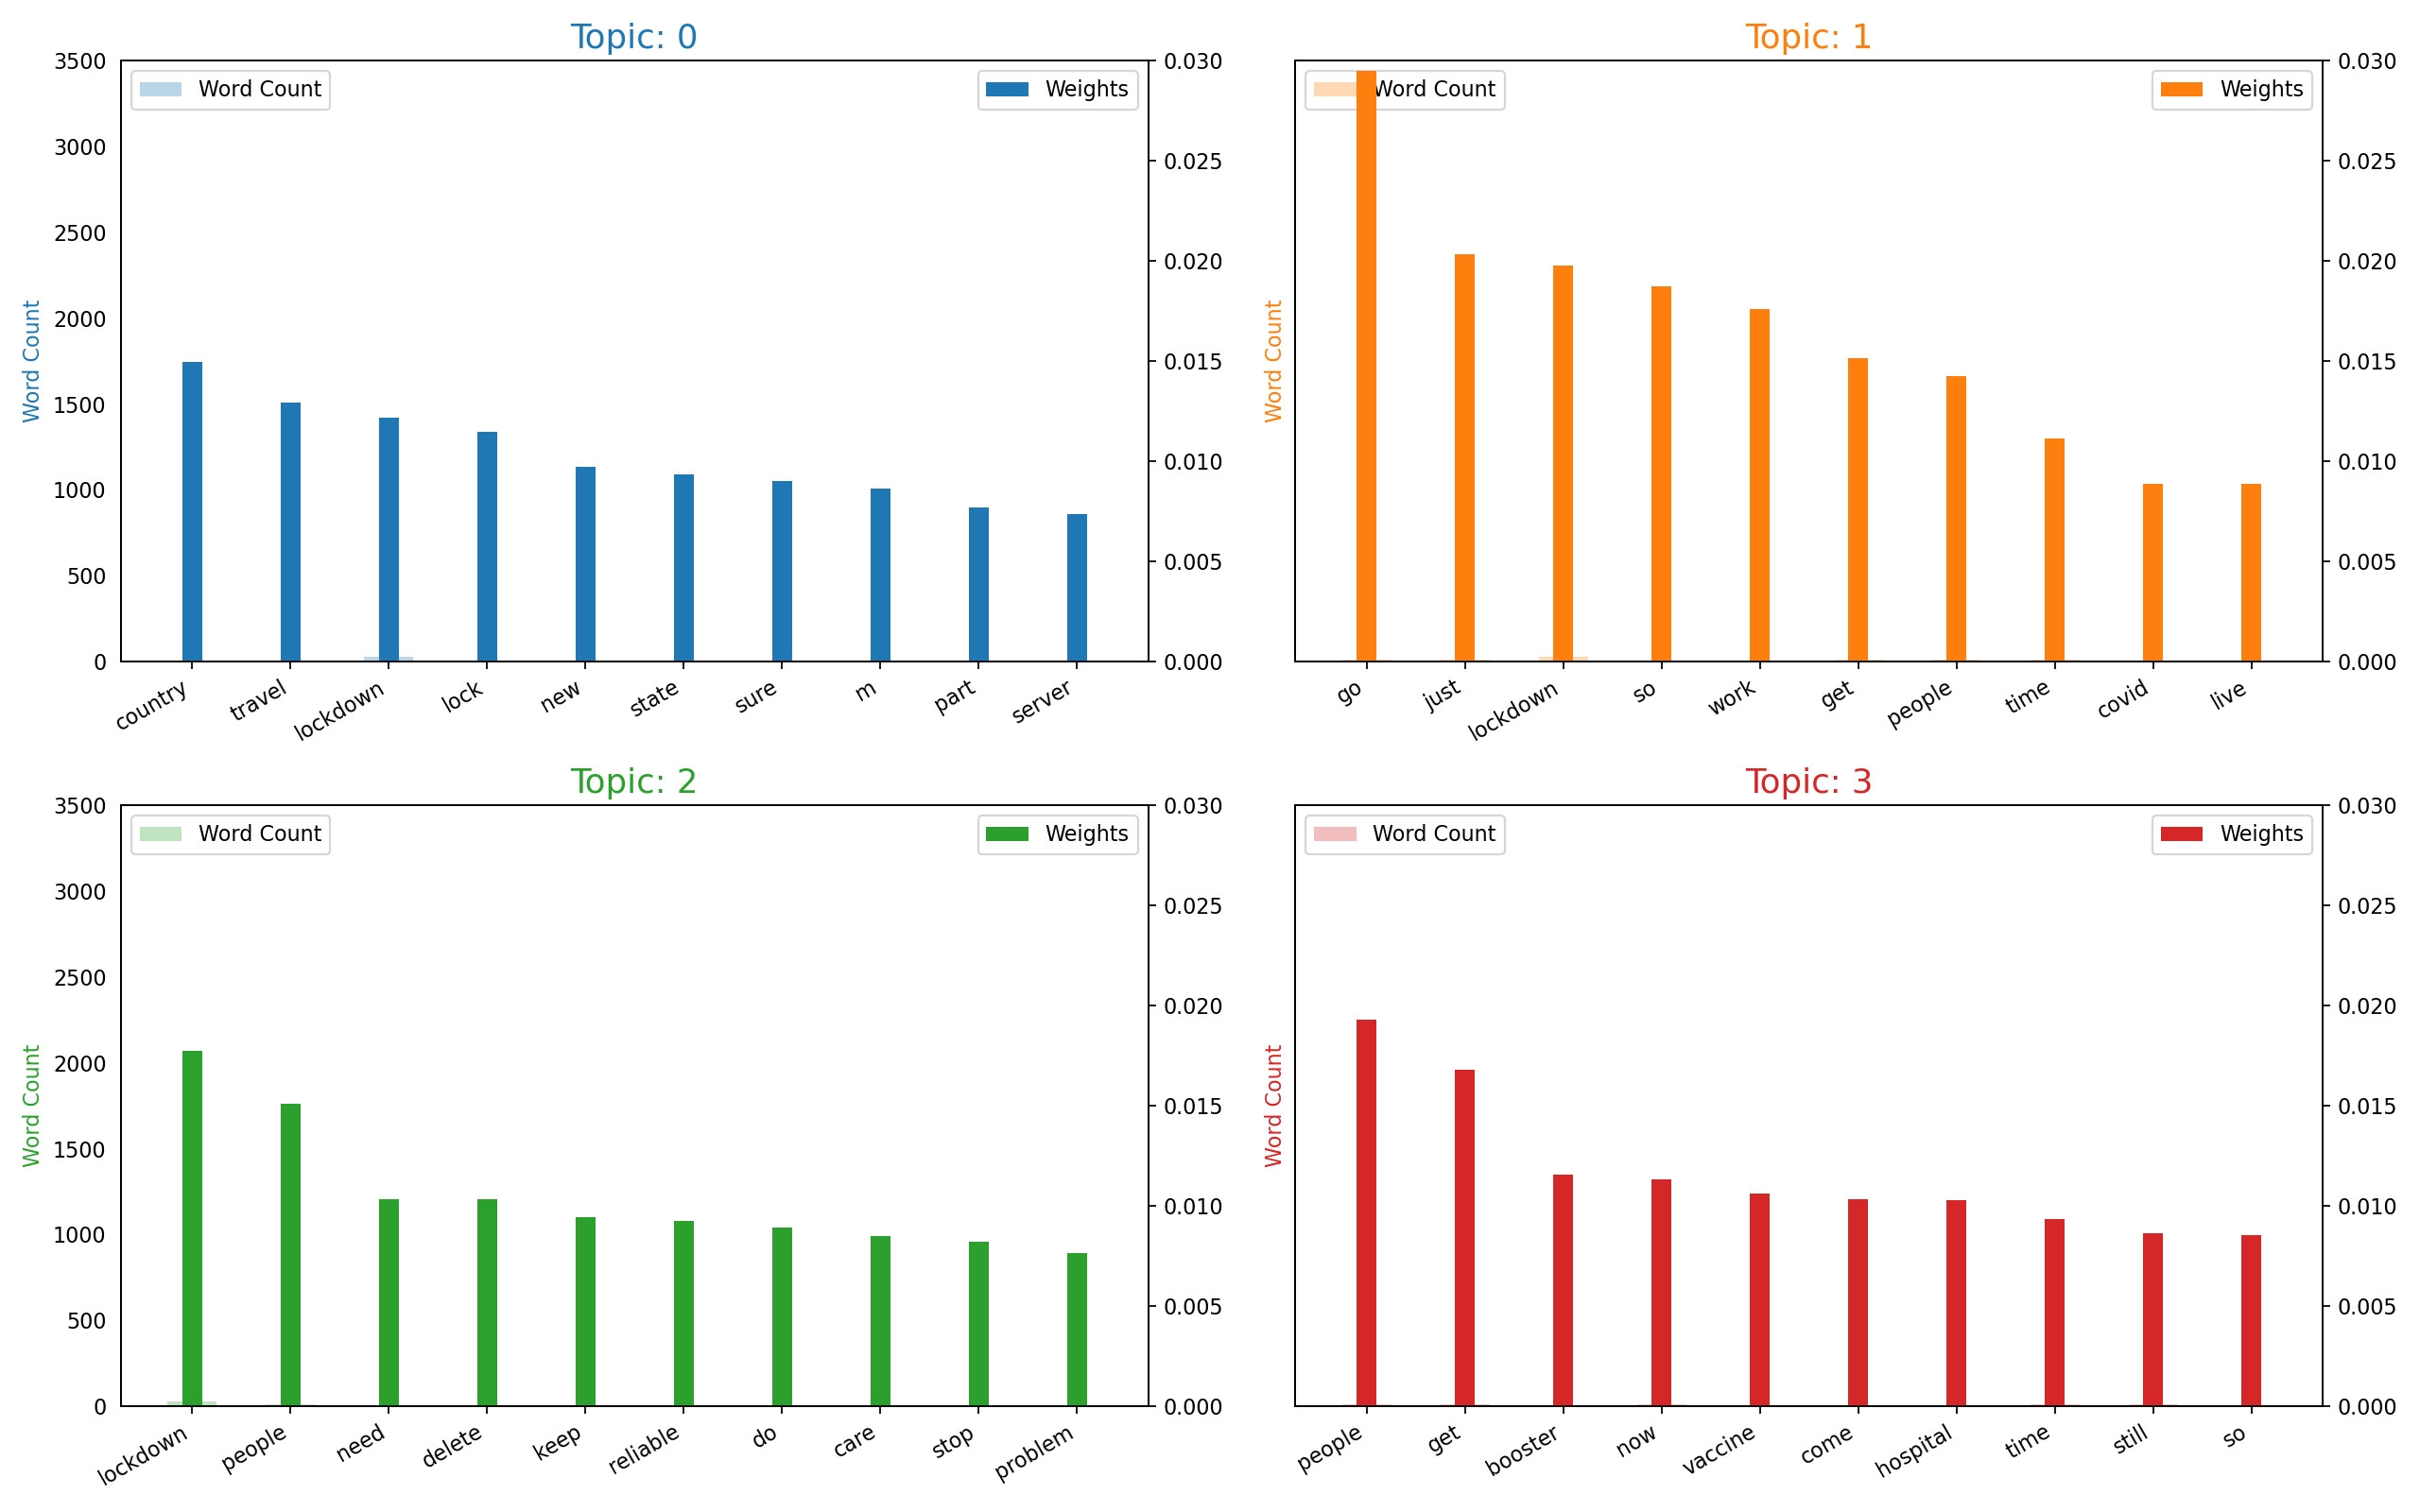 Topic: 0
Word Count
Weights
3500
3000
2500
2000
1500
1000
500
0
Word Count
0.030
0.025
0.020
0.015
0.010
0.005
0.000
country travel lockdown lock new state sure m part server
Topic: 1
Word Count
Weights
Word Count
0.030
0.025
0.020
0.015
0.010
0.005
0.000
go just lockdown so work get people time covid live
Topic: 2
Word Count
Weights
3500
3000
2500
2000
1500
1000
500
0
Word Count
0.030
0.025
0.020
0.015
0.010
0.005
0.000
lockdown people need delete keep reliable do care stop problem
Topic: 3
Word Count
Weights
Word Count
0.030
0.025
0.020
0.015
0.010
0.005
0.000
people get booster now vaccine come hospital time still so